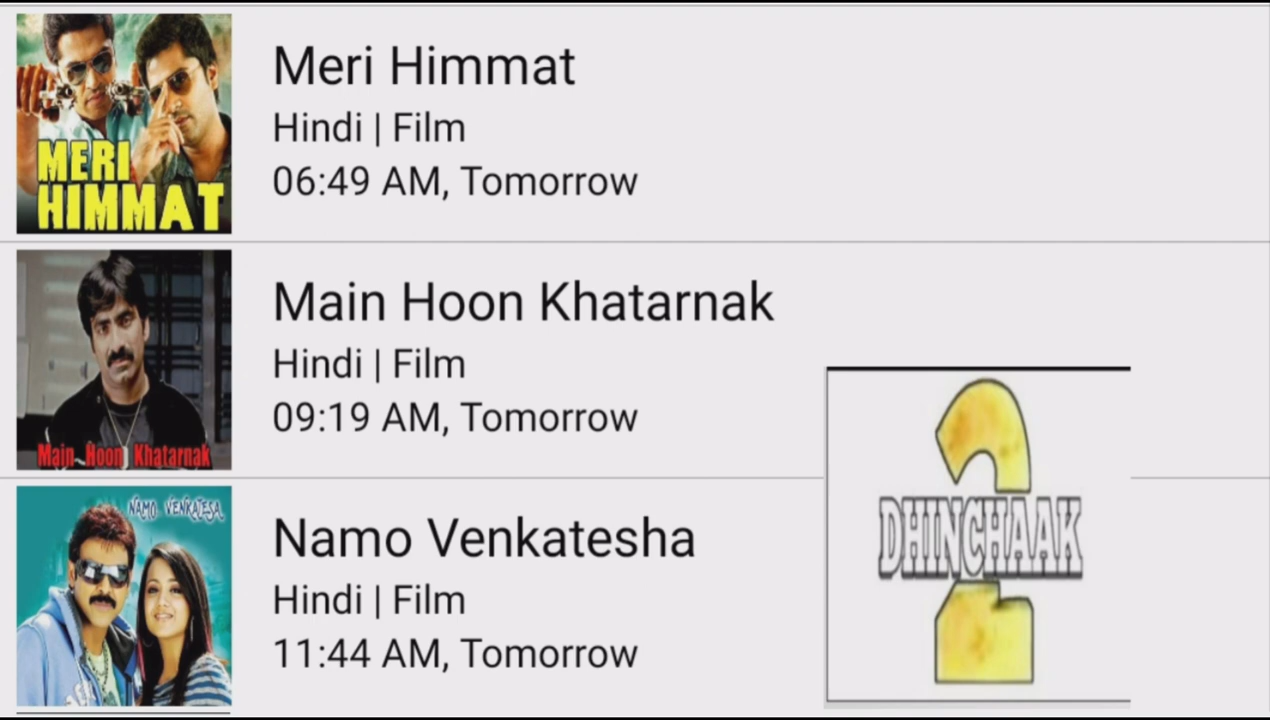 MERI
HIMMAT
Meri Himmat
Hindi | Film
06:49 AM, Tomorrow
Main Hoon Khatarnak
Main Hoon Khatarnak
Hindi | Film
09:19 AM, Tomorrow
NAMO VENKATESA
Namo Venkatesha
Hindi | Film
11:44 AM, Tomorrow
2
DHINCHAAK